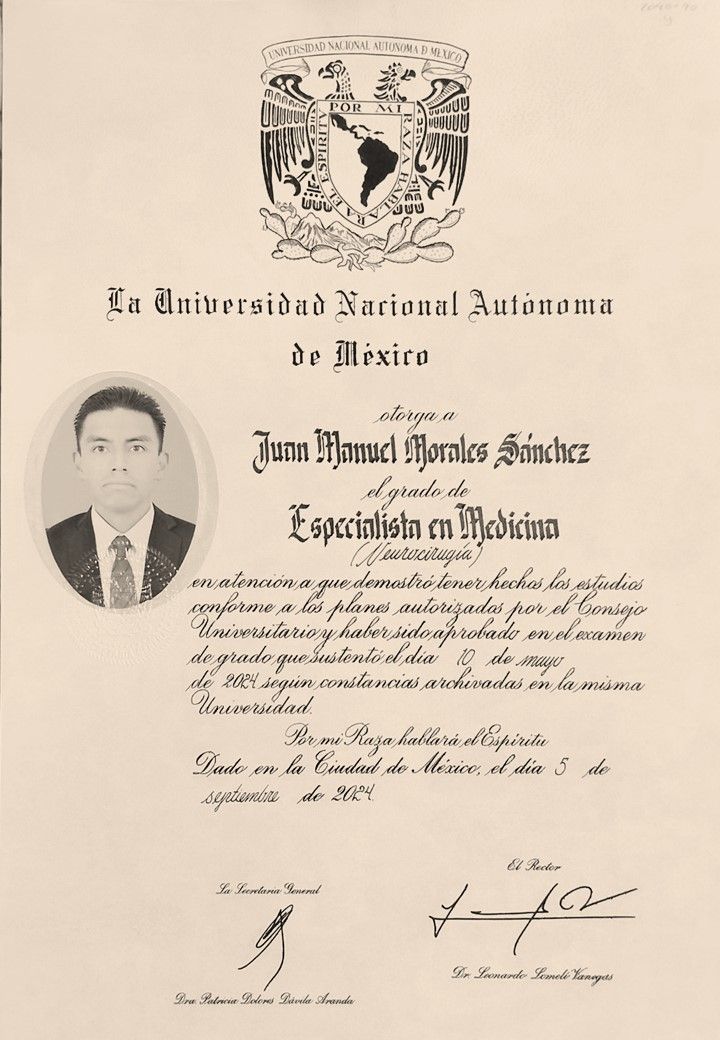 UNIVERSIDAD NACIONAL AUTONOMA D MEXICO
POR MI RAZA HABLARA EL ESPIRITU
La Universidad Nacional Autónoma
de México
otorga a
Juan Manuel Morales Sánchez
el grado de
Especialista en Medicina
(Neurocirugía)
en atención a que demostró tener hechos los estudios
conforme a los planes autorizados por el Consejo
Universitario y haber sido aprobado en el examen
de grado que sustentó el día 10 de mayo
de 2024 según constancias archivadas en la misma
Universidad.
Por mi Raza hablará el Espíritu
Dado en la Ciudad de México, el día 5 de
septiembre de 2024.
El Rector
La Secretaria General
Dr. Leonardo Lomelí Vanegas
Dra Patricia Dolores Dávila Aranda